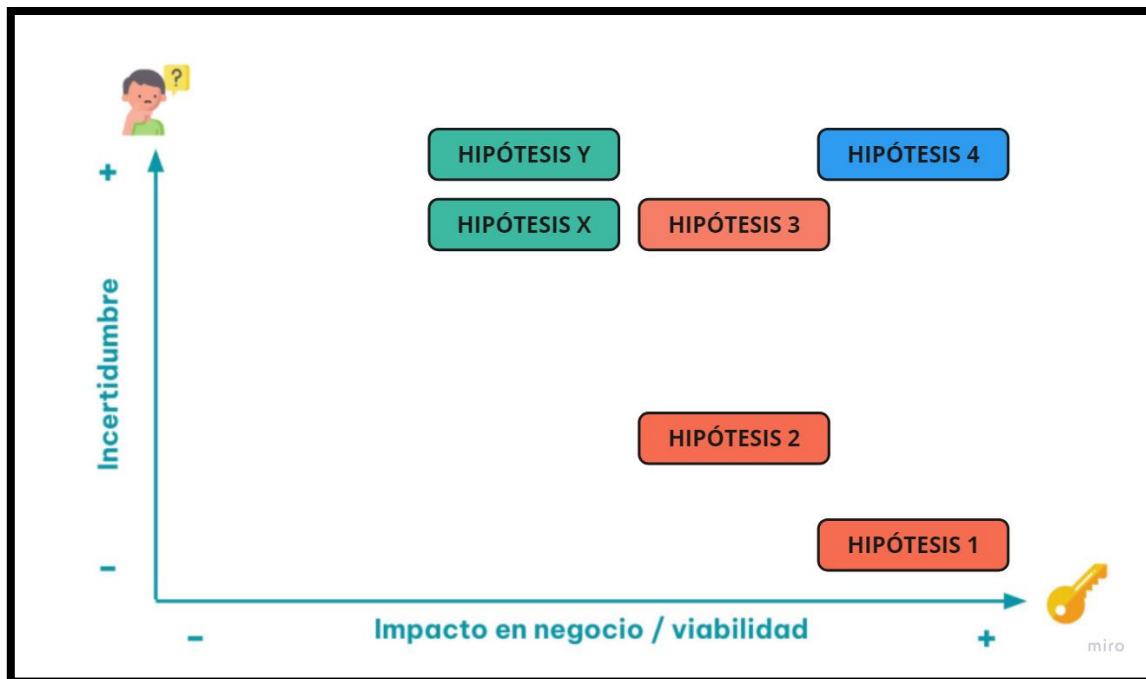 ?
HIPÓTESIS Y
HIPÓTESIS 4
+
HIPÓTESIS X
HIPÓTESIS 3
Incertidumbre
HIPÓTESIS 2
HIPÓTESIS 1
-
Impacto en negocio / viabilidad
-
+
miro